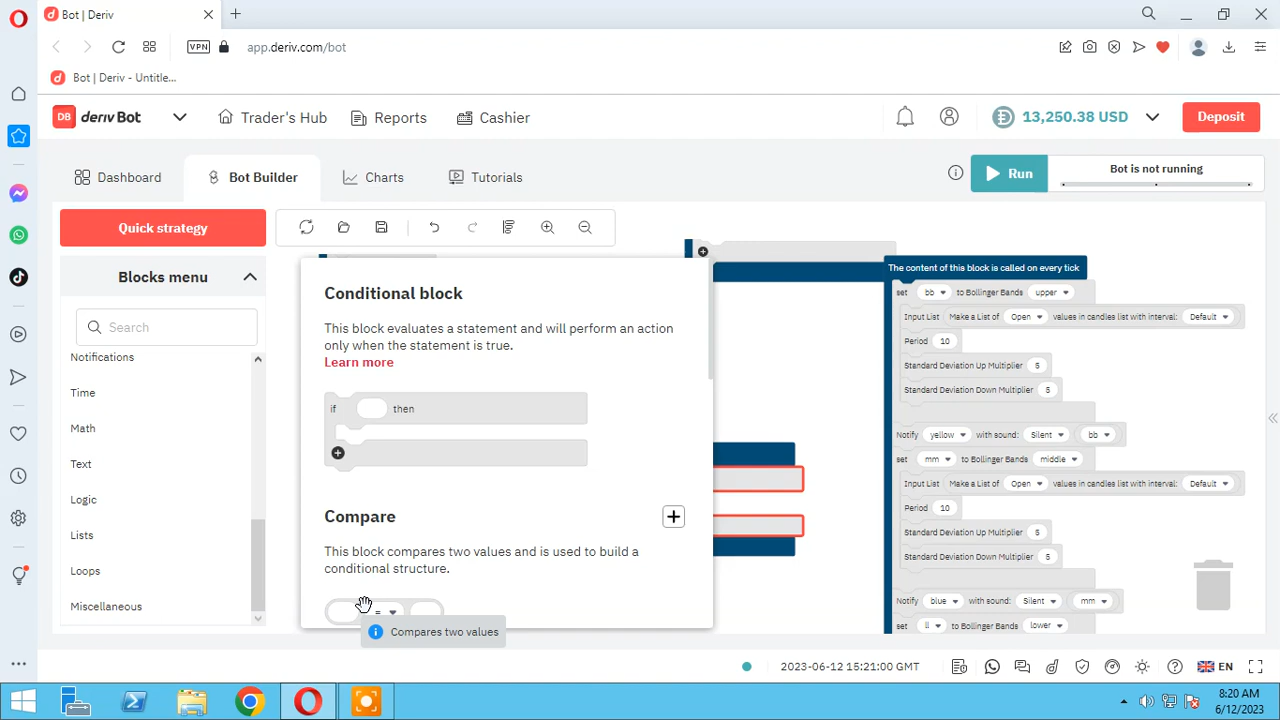 Bot | Deriv
VPN
app.deriv.com/bot
Bot | Deriv - Untitle...
DB deriv Bot
Trader's Hub
Reports
Cashier
13,250.38 USD
Deposit
Dashboard
Bot Builder
Charts
Tutorials
Run
Bot is not running
Quick strategy
Blocks menu
Search
Notifications
Time
Math
Text
Logic
Lists
Loops
Miscellaneous
Conditional block
This block evaluates a statement and will perform an action
only when the statement is true.
Learn more
if then
Compare
This block compares two values and is used to build a
conditional structure.
=
Compares two values
The content of this block is called on every tick
set bb to Bollinger Bands upper
Input List Make a List of Open values in candles list with interval: Default
Period 10
Standard Deviation Up Multiplier 5
Standard Deviation Down Multiplier 5
Notify yellow with sound: Silent bb
set mm to Bollinger Bands middle
Input List Make a List of Open values in candles list with interval: Default
Period 10
Standard Deviation Up Multiplier 5
Standard Deviation Down Multiplier 5
Notify blue with sound: Silent mm
set ll to Bollinger Bands lower
2023-06-12 15:21:00 GMT
EN
8:20 AM
6/12/2023